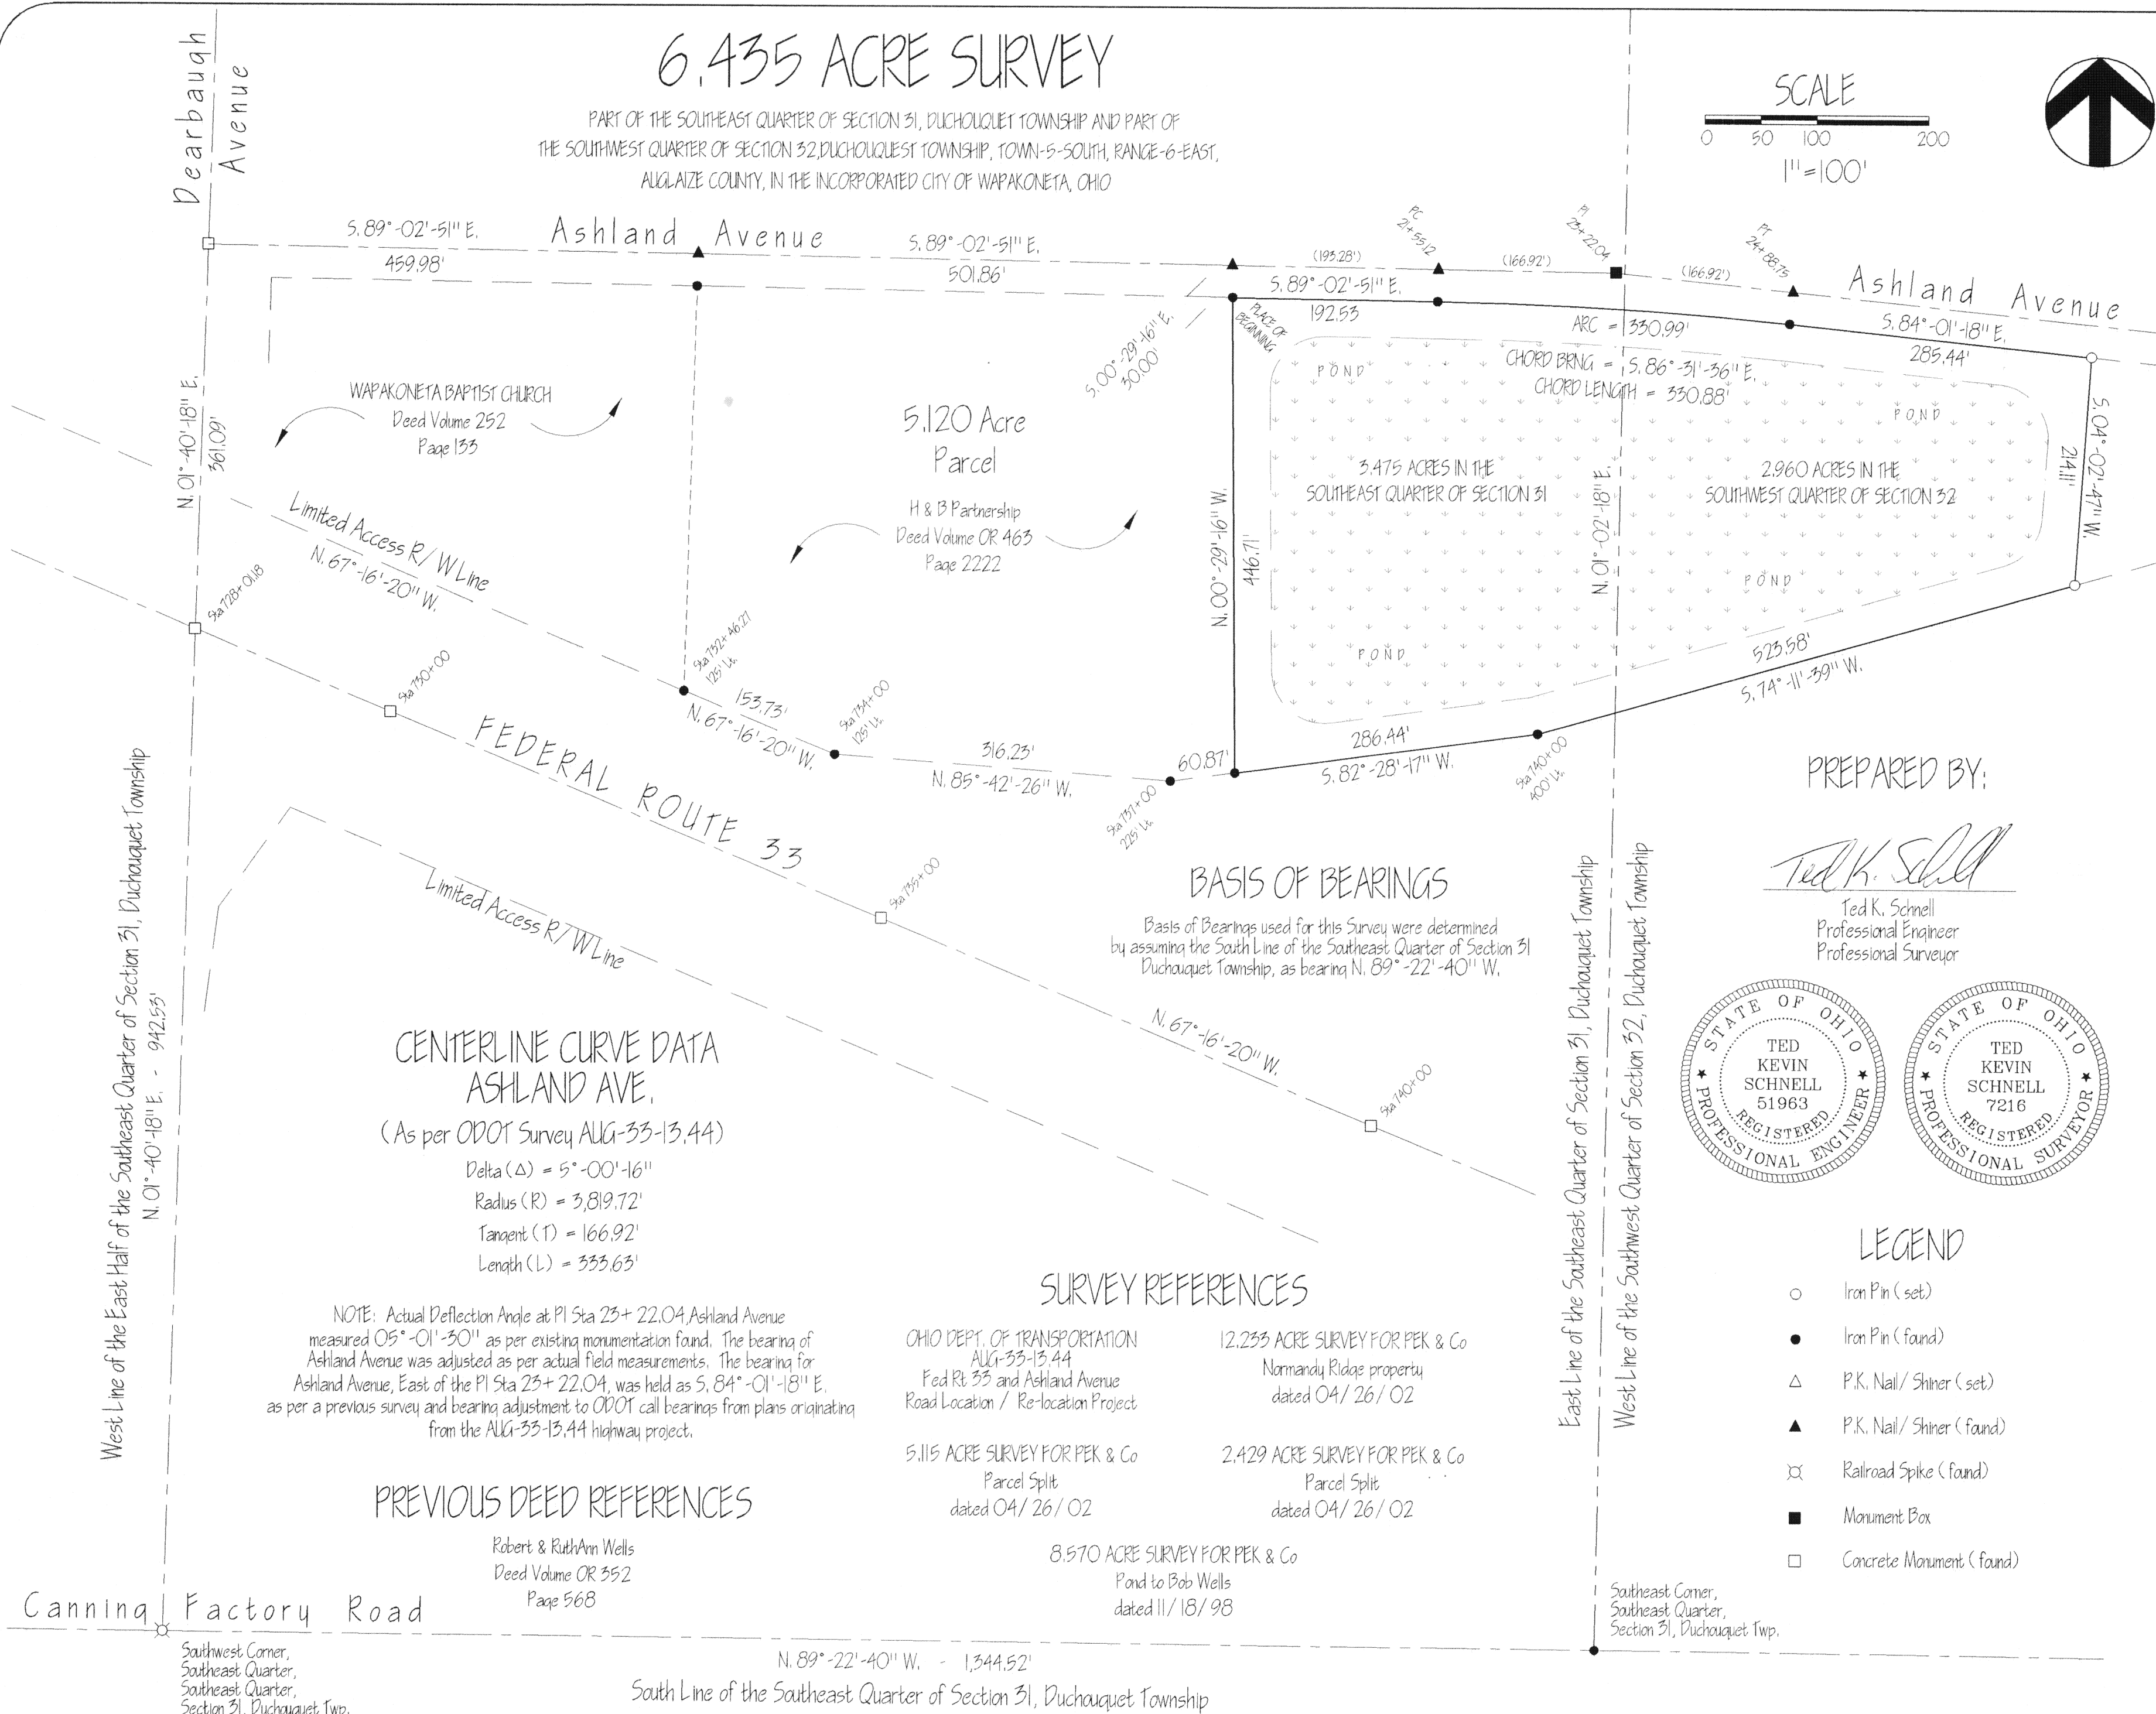 6.435 ACRE SURVEY
PART OF THE SOUTHEAST QUARTER OF SECTION 31, DUCHOUQUET TOWNSHIP AND PART OF
THE SOUTHWEST QUARTER OF SECTION 32,DUCHOUQUEST TOWNSHIP, TOWN-5-SOUTH, RANGE-6-EAST,
AUGLAIZE COUNTY, IN THE INCORPORATED CITY OF WAPAKONETA, OHIO
SCALE
0 50 100 200
1"=100'
Dearbaugh
Avenue
S. 89°-02'-51" E.
459.98'
Ashland Avenue
S. 89°-02'-51" E.
501.86'
(193.28')
S. 89°-02'-51" E.
192.53
PC
21+55.12
(166.92')
PI
23+22.04
(166.92')
PT
24+88.75
Ashland Avenue
S. 84°-01'-18" E.
285.44'
ARC = 330.99'
CHORD BRNG = S. 86°-31'-36" E.
CHORD LENGTH = 330.88'
PLACE OF
BEGINNING
S. 00°-29'-16" E.
30.00'
POND
POND
POND
POND
S. 04°-02'-47" W.
214.11'
3.475 ACRES IN THE
SOUTHEAST QUARTER OF SECTION 31
2.960 ACRES IN THE
SOUTHWEST QUARTER OF SECTION 32
N. 01°-02'-18" E.
N. 00°-29'-16" W.
446.71'
523.58'
S. 74°-11'-39" W.
286.44'
S. 82°-28'-17" W.
Sta 740+00
400' Lt.
60.87'
Sta 737+00
225' Lt.
316.23'
N. 85°-42'-26" W.
Sta 734+00
125' Lt.
153.73'
N. 67°-16'-20" W.
Sta 732+46.27
125' Lt.
WAPAKONETA BAPTIST CHURCH
Deed Volume 252
Page 133
5.120 Acre
Parcel
H & B Partnership
Deed Volume OR 463
Page 2222
N. 01°-40'-18" E.
361.09'
Limited Access R/W Line
N. 67°-16'-20" W.
Sta 728+01.18
Sta 730+00
FEDERAL ROUTE 33
Sta 735+00
N. 67°-16'-20" W.
Sta 740+00
Limited Access R/W Line
West Line of the East Half of the Southeast Quarter of Section 31, Duchouquet Township
N. 01°-40'-18" E. - 942.53'
BASIS OF BEARINGS
Basis of Bearings used for this Survey were determined
by assuming the South Line of the Southeast Quarter of Section 31
Duchouquet Township, as bearing N. 89°-22'-40" W.
East Line of the Southeast Quarter of Section 31, Duchouquet Township
West Line of the Southwest Quarter of Section 32, Duchouquet Township
PREPARED BY:
Ted K. Schnell
Ted K. Schnell
Professional Engineer
Professional Surveyor
STATE OF OHIO
TED
KEVIN
SCHNELL
51963
REGISTERED
PROFESSIONAL ENGINEER
STATE OF OHIO
TED
KEVIN
SCHNELL
7216
REGISTERED
PROFESSIONAL SURVEYOR
CENTERLINE CURVE DATA
ASHLAND AVE.
(As per ODOT Survey AUG-33-13.44)
Delta (△) = 5°-00'-16"
Radius (R) = 3,819.72'
Tangent (T) = 166.92'
Length (L) = 333.63'
NOTE: Actual Deflection Angle at PI Sta 23+ 22.04,Ashland Avenue
measured 05°-01'-30" as per existing monumentation found. The bearing of
Ashland Avenue was adjusted as per actual field measurements. The bearing for
Ashland Avenue, East of the PI Sta 23+ 22.04, was held as S. 84°-01'-18" E.
as per a previous survey and bearing adjustment to ODOT call bearings from plans originating
from the AUG-33-13.44 highway project.
PREVIOUS DEED REFERENCES
Robert & RuthAnn Wells
Deed Volume OR 352
Page 568
SURVEY REFERENCES
OHIO DEPT. OF TRANSPORTATION
AUG-33-13.44
Fed Rt 33 and Ashland Avenue
Road Location / Re-location Project
12.233 ACRE SURVEY FOR PEK & Co
Normandy Ridge property
dated 04/26/02
5.115 ACRE SURVEY FOR PEK & Co
Parcel Split
dated 04/26/02
2.429 ACRE SURVEY FOR PEK & Co
Parcel Split
dated 04/26/02
8.570 ACRE SURVEY FOR PEK & Co
Pond to Bob Wells
dated 11/18/98
LEGEND
Iron Pin (set)
Iron Pin (found)
P.K. Nail/ Shiner (set)
P.K. Nail/ Shiner (found)
Railroad Spike (found)
Monument Box
Concrete Monument (found)
Southeast Corner,
Southeast Quarter,
Section 31, Duchouquet Twp.
Canning Factory Road
Southwest Corner,
Southeast Quarter,
Southeast Quarter,
Section 31, Duchouquet Twp.
N. 89°-22'-40" W. - 1,344.52'
South Line of the Southeast Quarter of Section 31, Duchouquet Township